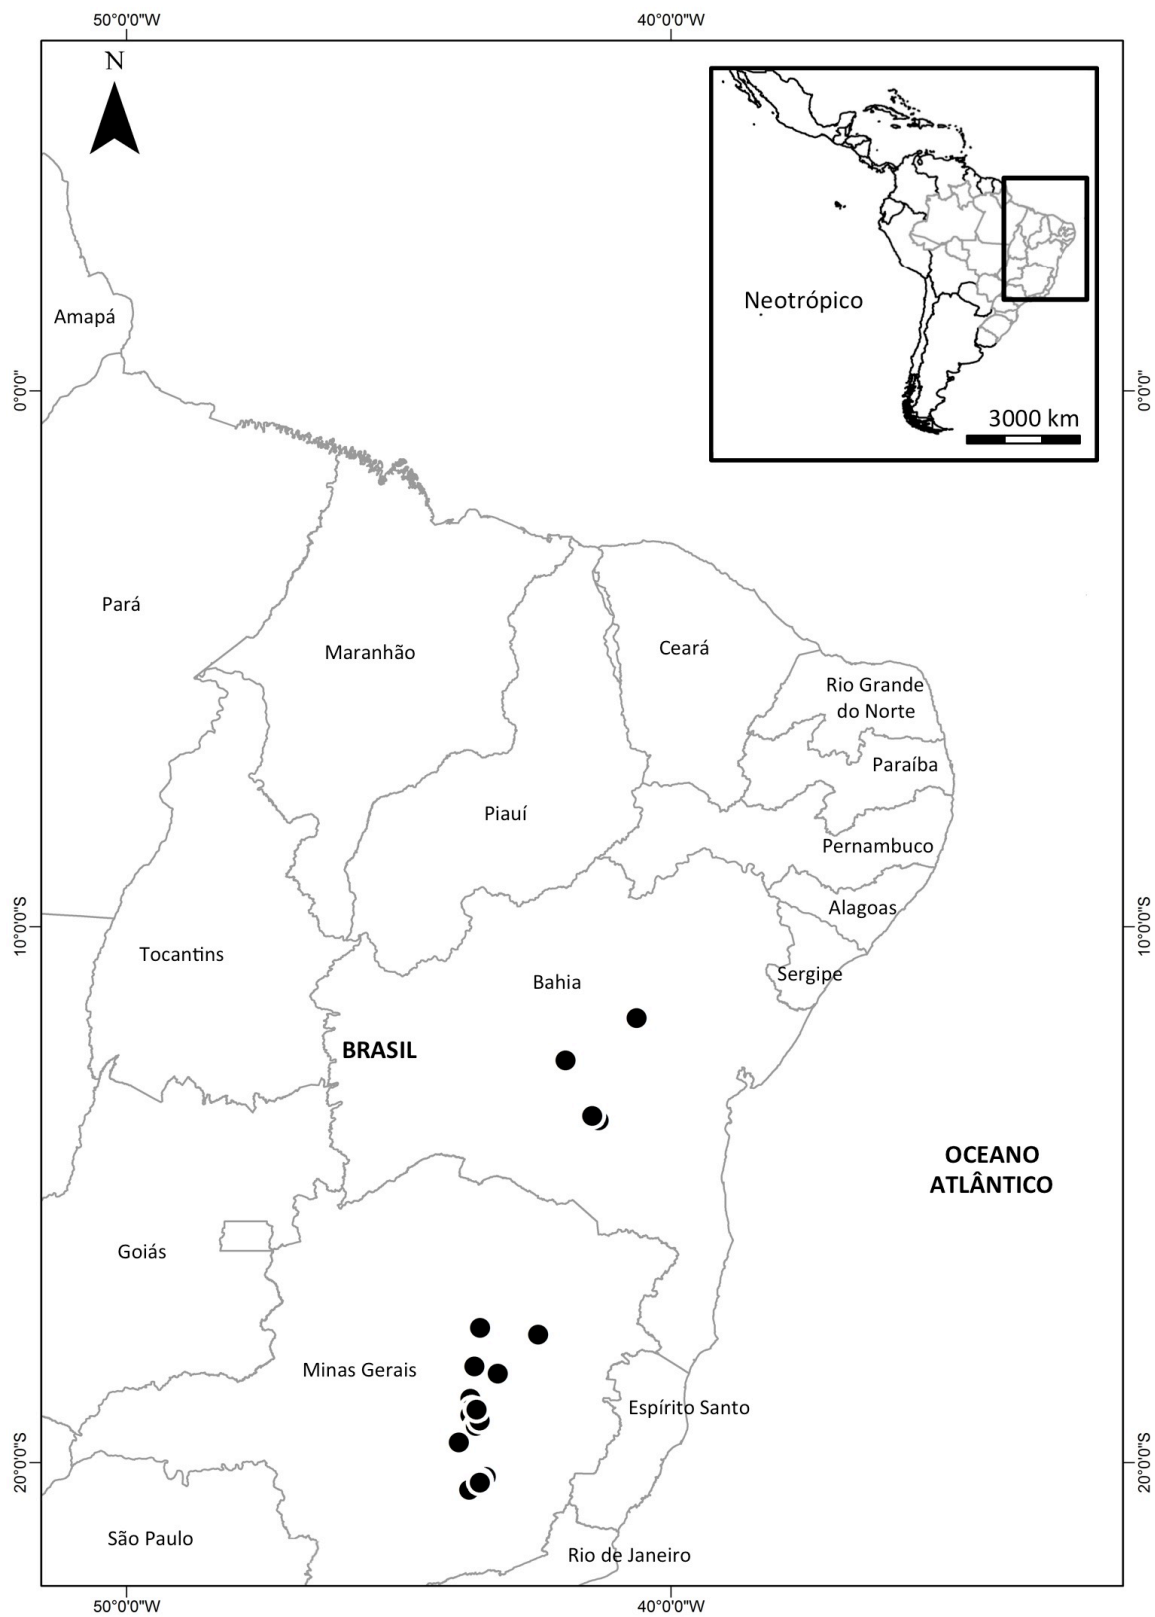 50°0'0"W
40°0'0"W
N
Neotrópico
3000 km
Amapá
0°0'0"
0°0'0"
Pará
Maranhão
Ceará
Rio Grande
do Norte
Paraíba
Piauí
Pernambuco
Alagoas
10°0'0"S
10°0'0"S
Tocantins
Sergipe
Bahia
BRASIL
OCEANO
ATLÂNTICO
Goiás
Minas Gerais
Espírito Santo
20°0'0"S
20°0'0"S
São Paulo
Rio de Janeiro
50°0'0"W
40°0'0"W